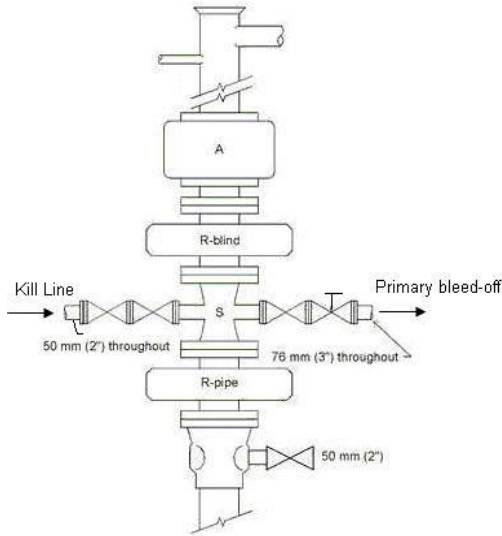 A
R-blind
Kill Line
Primary bleed-off
S
50 mm (2") throughout
76 mm (3") throughout
R-pipe
50 mm (2")